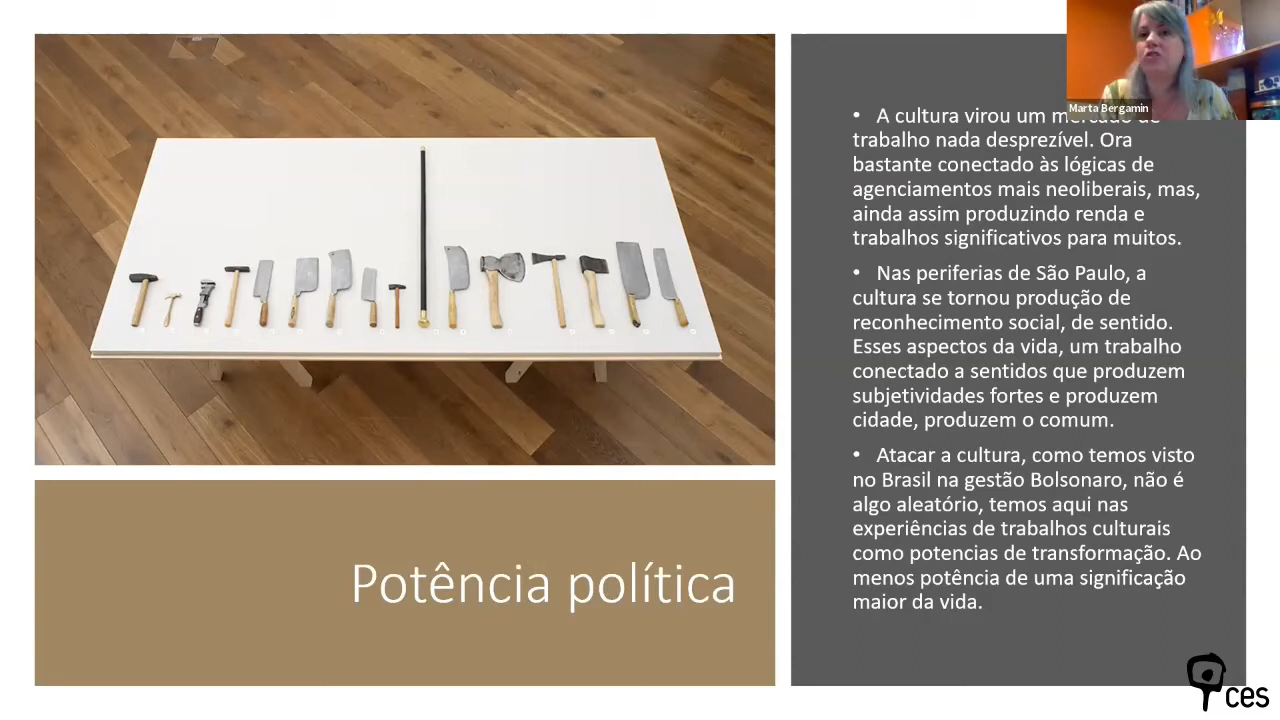 Marta Bergamin
• A cultura virou um mercado de
trabalho nada desprezível. Ora
bastante conectado às lógicas de
agenciamentos mais neoliberais, mas,
ainda assim produzindo renda e
trabalhos significativos para muitos.
• Nas periferias de São Paulo, a
cultura se tornou produção de
reconhecimento social, de sentido.
Esses aspectos da vida, um trabalho
conectado a sentidos que produzem
subjetividades fortes e produzem
cidade, produzem o comum.
• Atacar a cultura, como temos visto
no Brasil na gestão Bolsonaro, não é
algo aleatório, temos aqui nas
experiências de trabalhos culturais
como potencias de transformação. Ao
menos potência de uma significação
maior da vida.
Potência política
ces